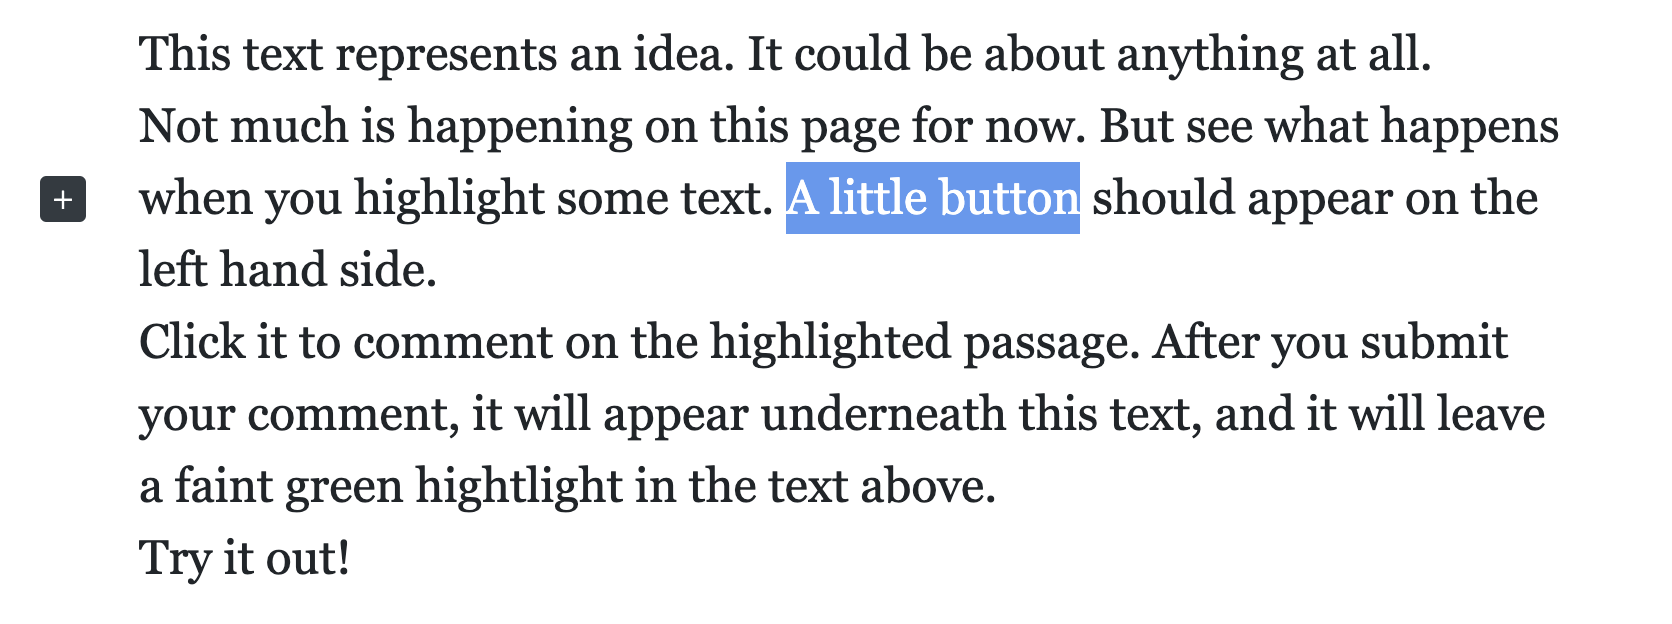 This text represents an idea. It could be about anything at all.
Not much is happening on this page for now. But see what happens
+ when you highlight some text. A little button should appear on the
left hand side.
Click it to comment on the highlighted passage. After you submit
your comment, it will appear underneath this text, and it will leave
a faint green hightlight in the text above.
Try it out!